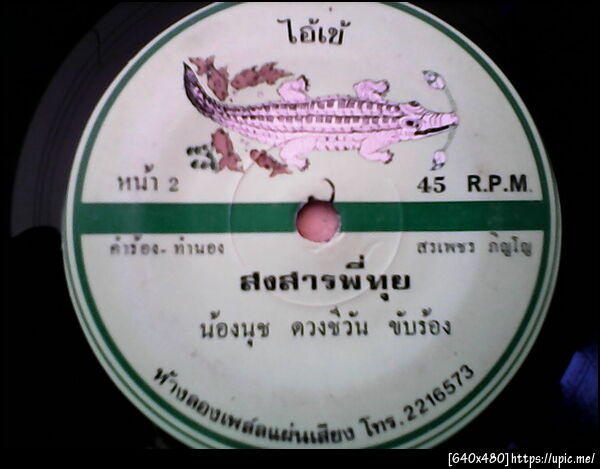 ไอ้เข้
หน้า 2
45 R.P.M.
คำร้อง - ทำนอง
สรเพชร ภิญโญ
สงสารพี่ทุย
น้องนุช ดวงชีวัน ขับร้อง
ห้างลองเพล์ลแผ่นเสียง โทร. 2216573
[640x480]https://upic.me/